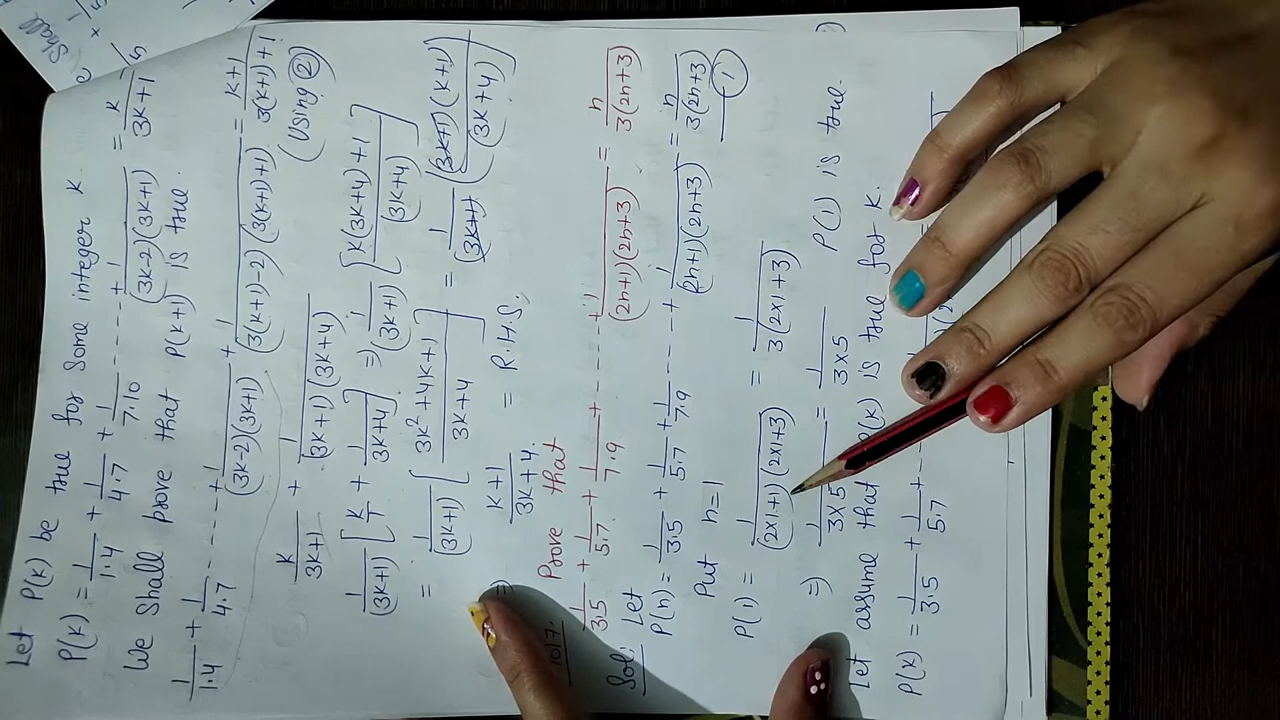 Shall
Let P(K) be true for Some integer K.
P(K) = 1/1.4 + 1/4.7 + 1/7.10 ----- + 1/(3K-2)(3K+1) = K/3K+1
We Shall prove that P(K+1) is true.
1/1.4 + 1/4.7 ---- + 1/(3K-2)(3K+1) + 1/(3(K+1)-2)(3(K+1)+1) = K+1/3(K+1)+1
K/3K+1 + 1/(3K+1)(3K+4) (Using ②)
1/(3K+1) [K/1 + 1/3K+4] ⇒ 1/(3K+1) [K(3K+4)+1/(3K+4)]
= 1/(3K+1) [3K²+4K+1/3K+4] = 1/(3K+1) ((3K+1)(K+1)/(3K+4))
⇒ K+1/3K+4. = R.H.S.
Prove that
1/3.5 + 1/5.7 + 1/7.9 + ----- 1/(2n+1)(2n+3) = n/3(2n+3)
Sol: Let
P(n) = 1/3.5 + 1/5.7 + 1/7.9 ----- + 1/(2n+1)(2n+3) = n/3(2n+3) ①
Put n=1
P(1) = 1/(2x1+1)(2x1+3) = 1/3(2x1+3)
⇒ 1/3x5 = 1/3x5 P(1) is true.
Let assume that P(K) is true for K.
P(K) = 1/3.5 + 1/5.7 + ---